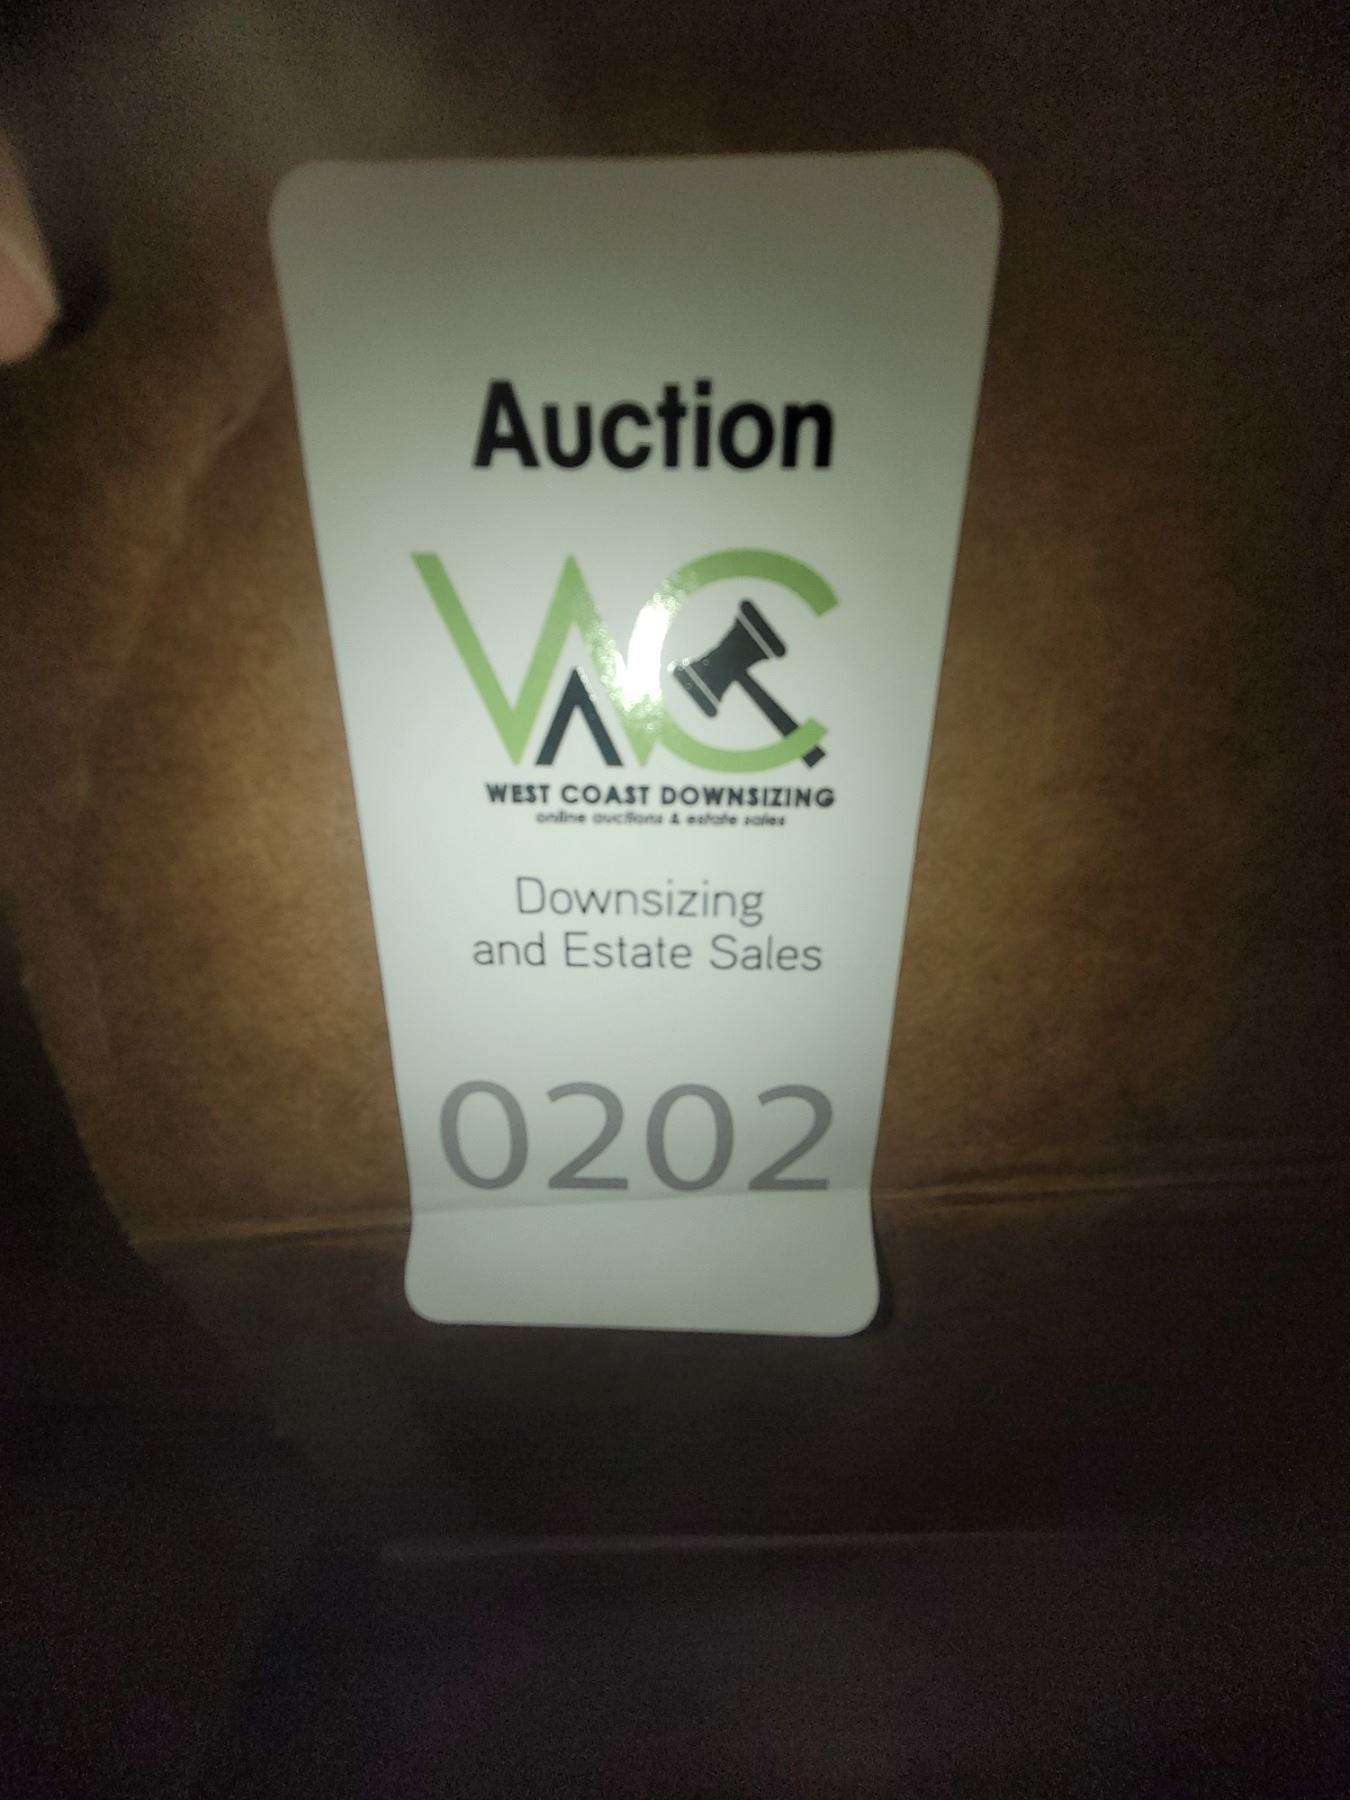 Auction
WC
WEST COAST DOWNSIZING
online auctions & estate sales
Downsizing
and Estate Sales
0202